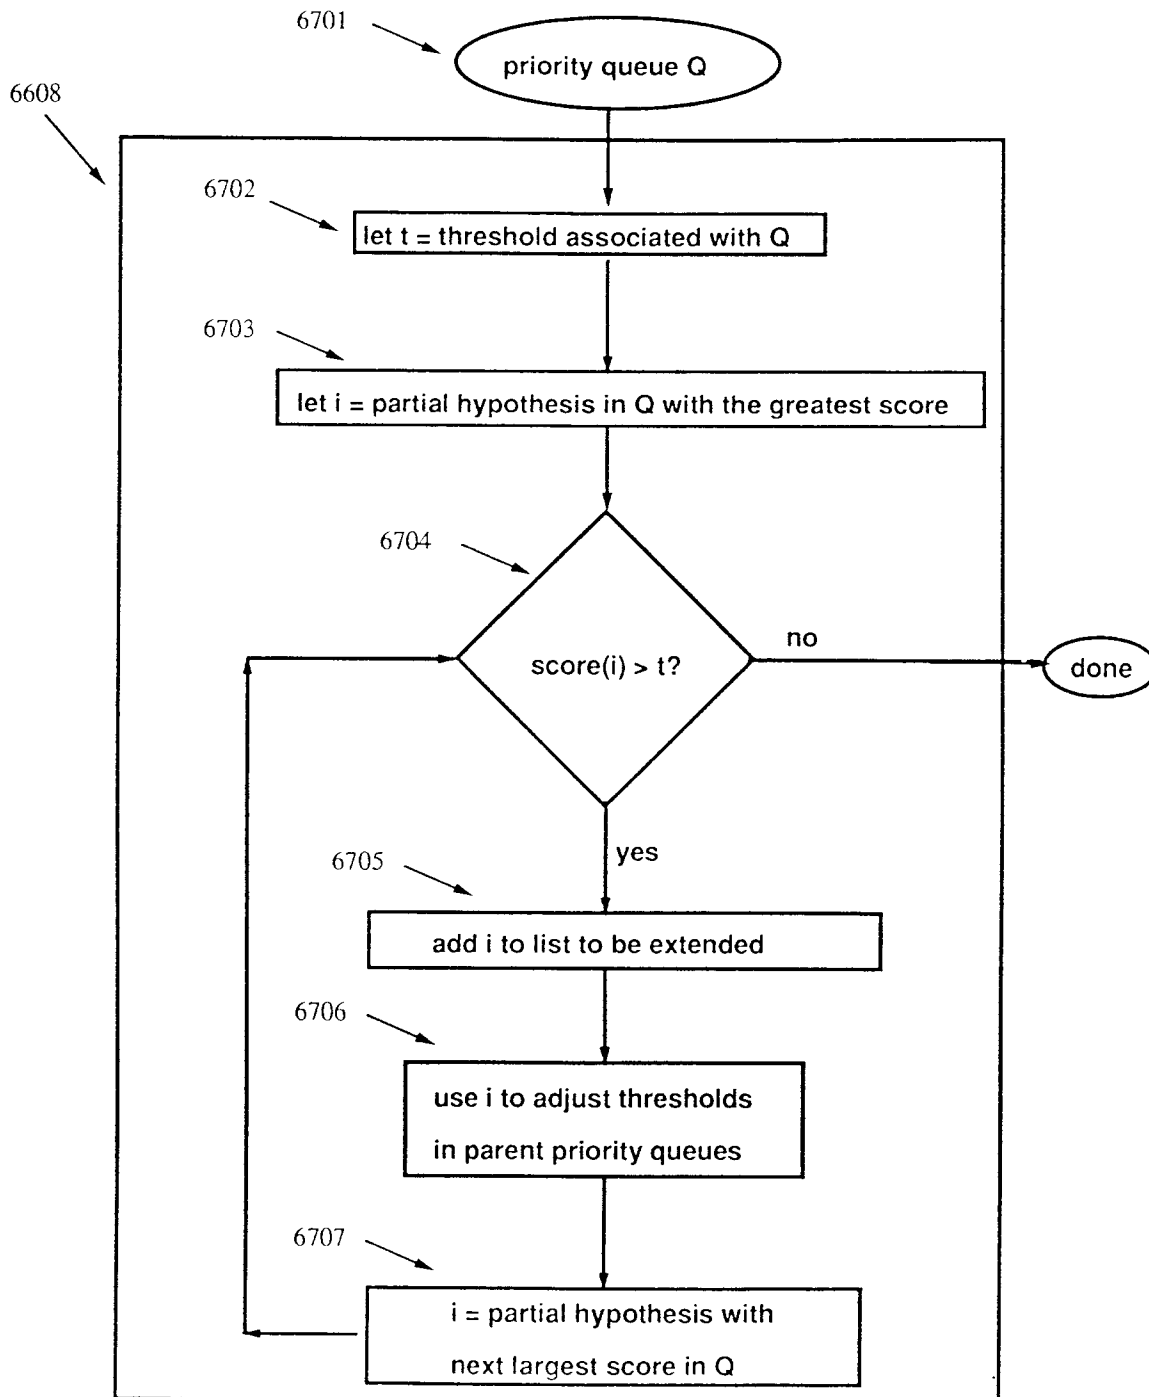 6701
priority queue Q
6608
6702
let t = threshold associated with Q
6703
let i = partial hypothesis in Q with the greatest score
6704
score(i) > t?
no
done
yes
6705
add i to list to be extended
6706
use i to adjust thresholds
in parent priority queues
6707
i = partial hypothesis with
next largest score in Q